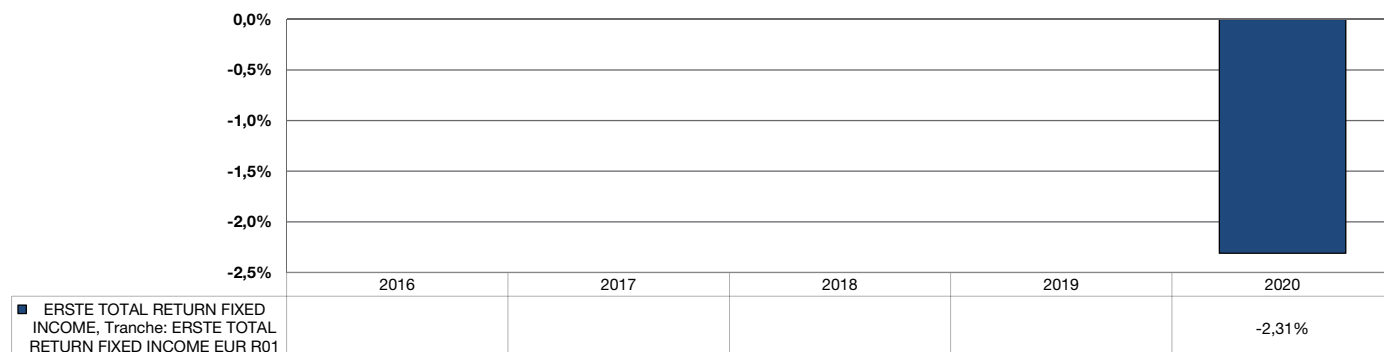 0,0%
-0,5%
-1,0%
-1,5%
-2,0%
-2,5%
2016 2017 2018 2019 2020
ERSTE TOTAL RETURN FIXED
INCOME, Tranche: ERSTE TOTAL
RETURN FIXED INCOME EUR R01
-2,31%